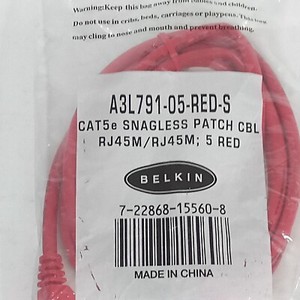 Warning: Keep this bag away from babies and children.
Do not use in cribs, beds, carriages or playpens. This
may cling to nose and mouth and prevent breathing.
A3L791-05-RED-S
CAT5e SNAGLESS PATCH CBL
RJ45M/RJ45M; 5 RED
BELKIN
7-22868-15560-8
MADE IN CHINA